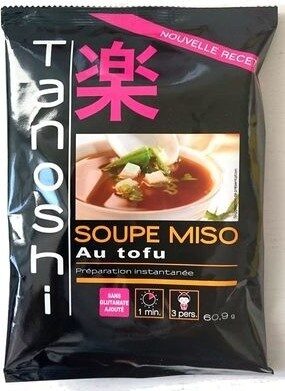 NOUVELLE RECET
楽
Tanoshi
SOUPE MISO
Au tofu
Préparation instantanée
SANS
GLUTAMATE
AJOUTÉ
1 min.
3 pers.
60,9 g